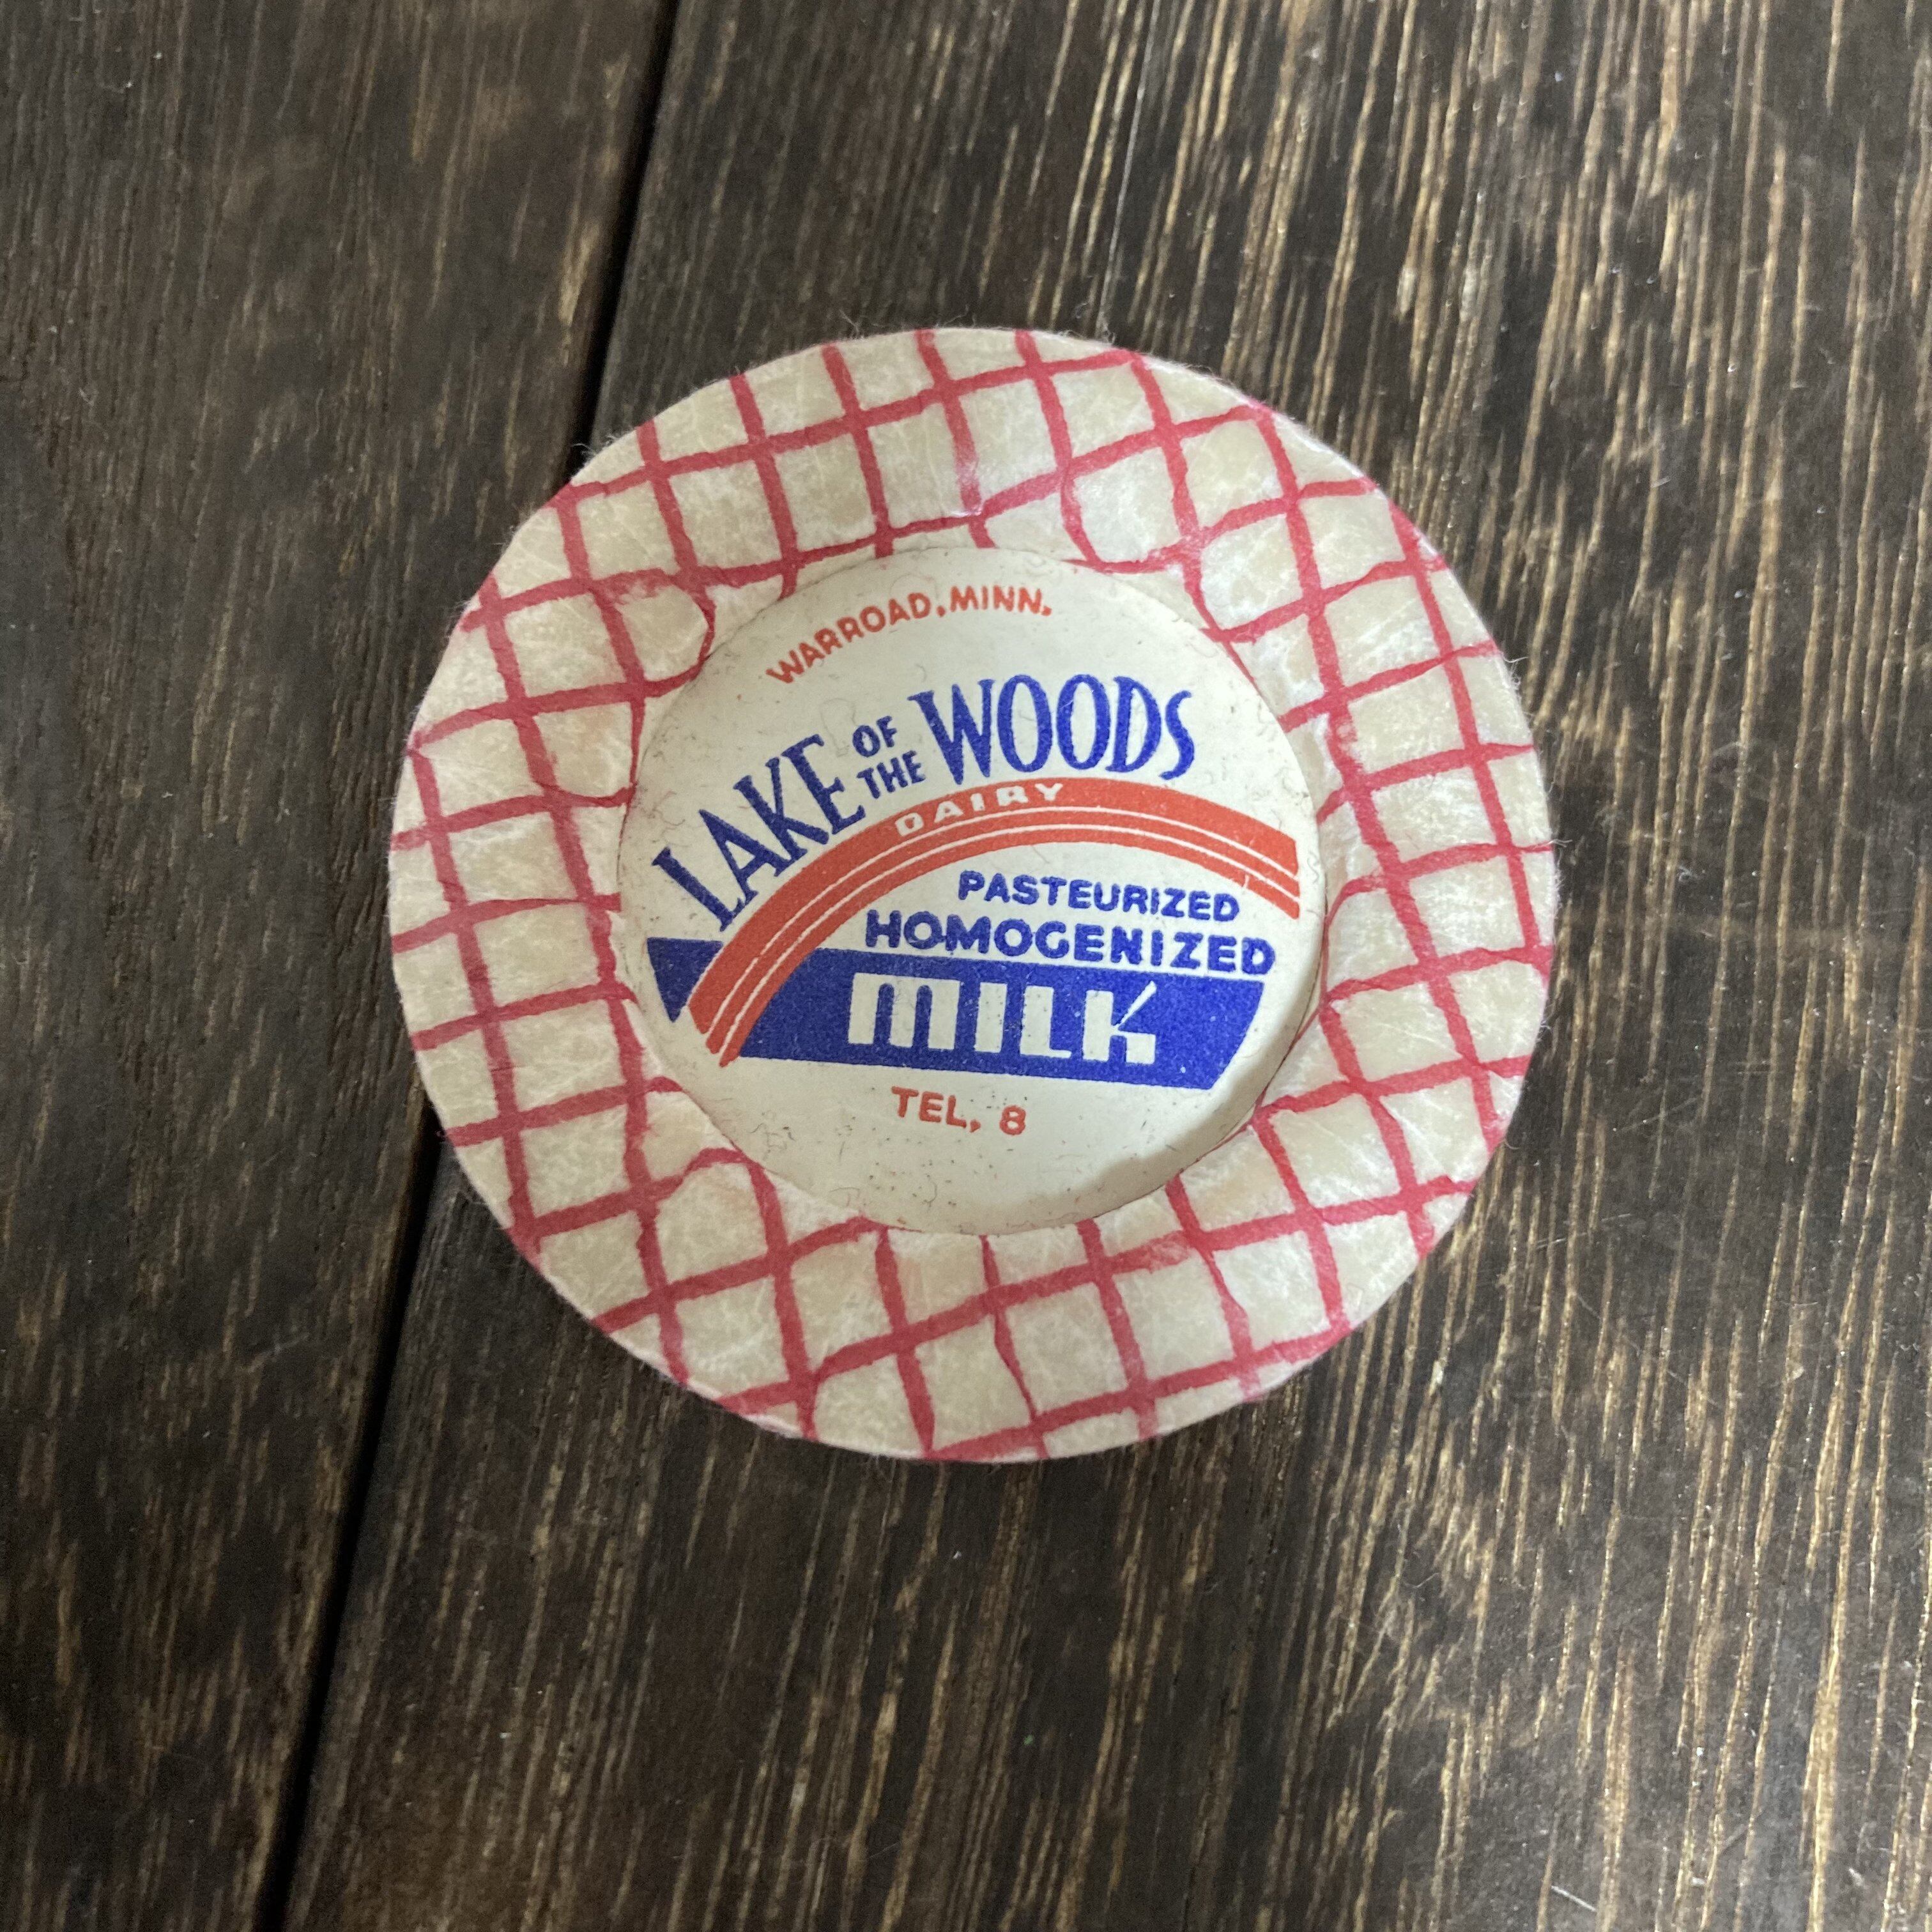 WARROAD, MINN.
LAKE OF THE WOODS
DAIRY
PASTEURIZED
HOMOGENIZED
MILK
TEL. 8